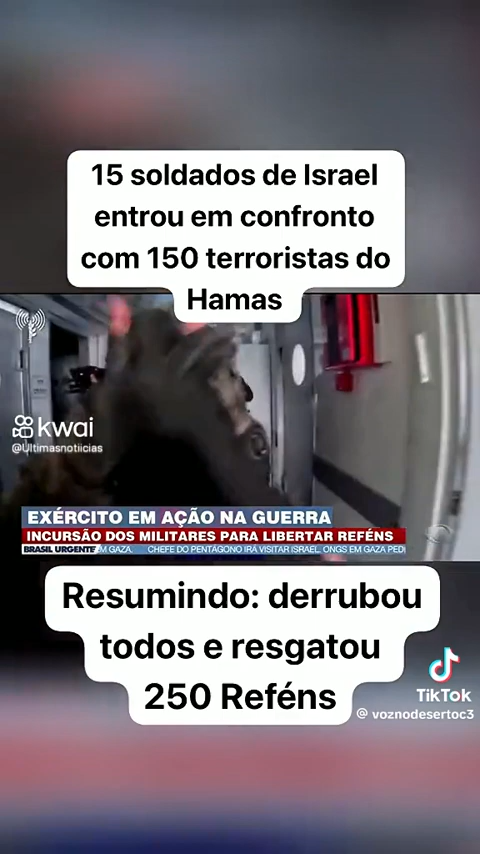 15 soldados de Israel
entrou em confronto
com 150 terroristas do
Hamas
kwai
@Ultimasnotiicias
EXÉRCITO EM AÇÃO NA GUERRA
INCURSÃO DOS MILITARES PARA LIBERTAR REFÉNS
BRASIL URGENTE EM GAZA. CHEFE DO PENTÁGONO IRÁ VISITAR ISRAEL. ONGS EM GAZA PEDI
Resumindo: derrubou
todos e resgatou
250 Reféns
TikTok
@ voznodesertoc3